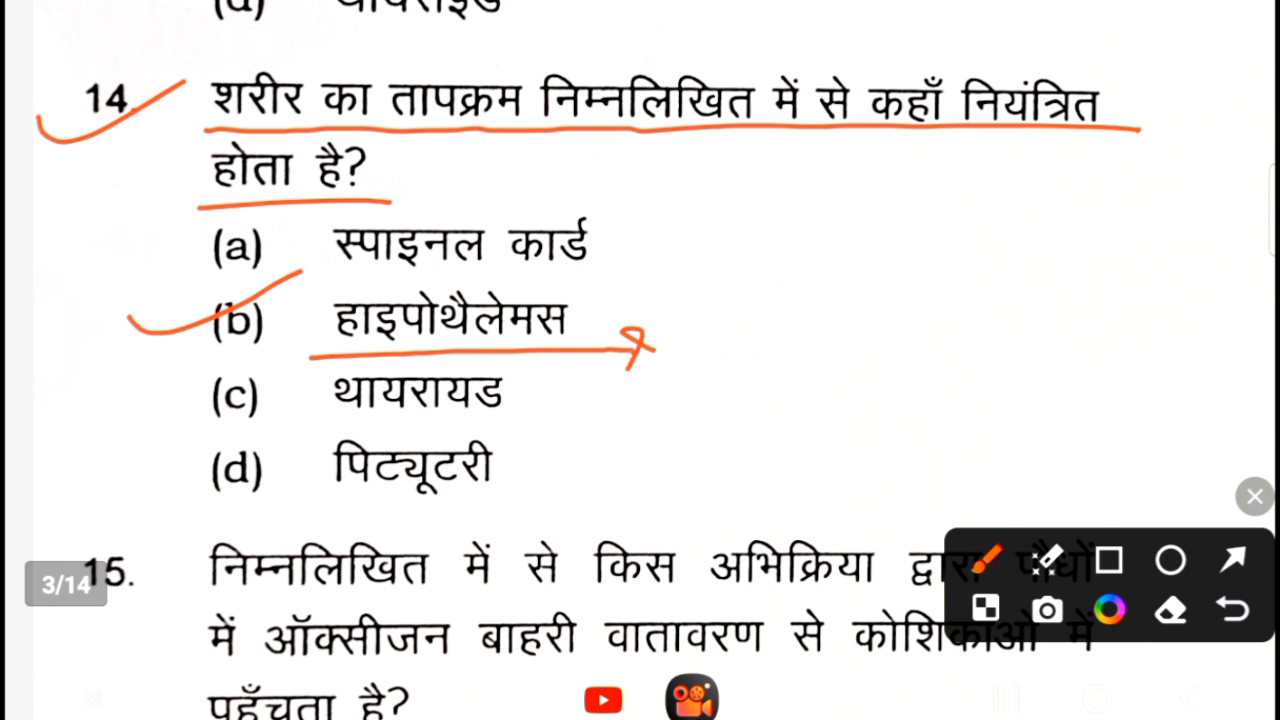 14. शरीर का तापक्रम निम्नलिखित में से कहाँ नियंत्रित
होता है?
(a) स्पाइनल कार्ड
(b) हाइपोथैलेमस
(c) थायरायड
(d) पिट्यूटरी
15. निम्नलिखित में से किस अभिक्रिया द्वारा पौधों
में ऑक्सीजन बाहरी वातावरण से कोशिकाओं में
पहुँचता है?
3/14